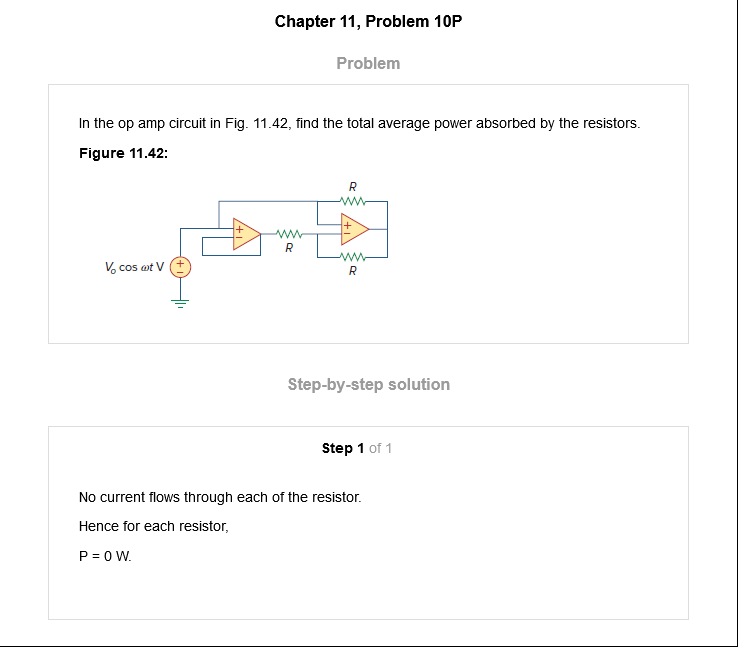 Chapter 11, Problem 10P
Problem
In the op amp circuit in Fig. 11.42, find the total average power absorbed by the resistors.
Figure 11.42:
R
+
−
R
+
−
R
Vo cos ωt V
+
−
Step-by-step solution
Step 1 of 1
No current flows through each of the resistor.
Hence for each resistor,
P = 0 W.